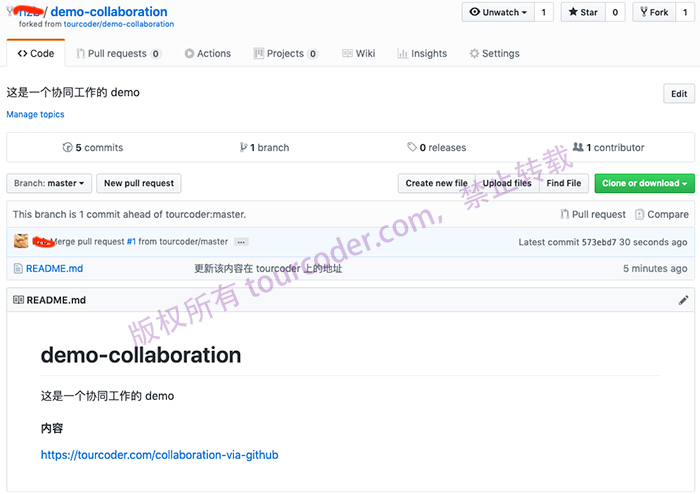 / demo-collaboration
forked from tourcoder/demo-collaboration
Unwatch 1 Star 0 Fork 1
Code Pull requests 0 Actions Projects 0 Wiki Insights Settings
这是一个协同工作的 demo
Edit
Manage topics
5 commits 1 branch 0 releases 1 contributor
Branch: master New pull request Create new file Upload files Find File Clone or download
This branch is 1 commit ahead of tourcoder:master. Pull request Compare
Merge pull request #1 from tourcoder/master ... Latest commit 573ebd7 30 seconds ago
README.md 更新该内容在 tourcoder 上的地址 5 minutes ago
README.md
demo-collaboration
这是一个协同工作的 demo
内容
https://tourcoder.com/collaboration-via-github
版权所有 tourcoder.com，禁止转载